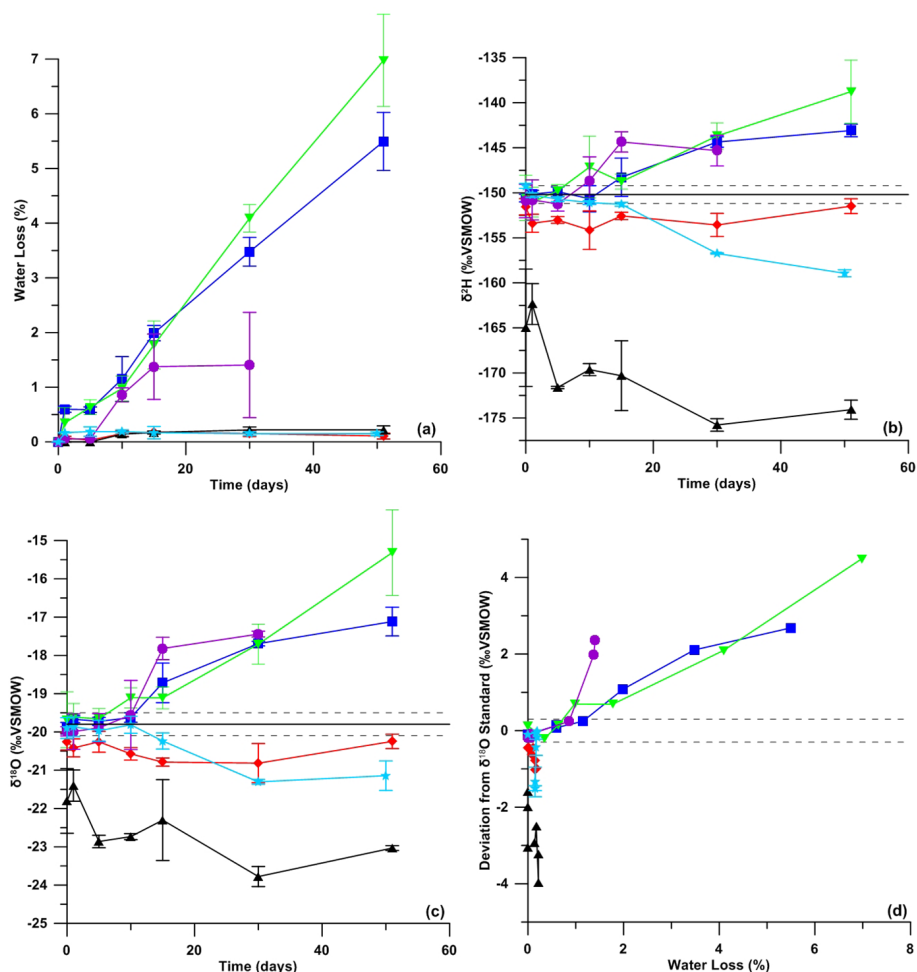 7
6
5
4
3
2
1
0
Water Loss (%)
0 20 40 60
Time (days)
(a)
-135
-140
-145
-150
-155
-160
-165
-170
-175
δ²H (‰VSMOW)
0 20 40 60
Time (days)
(b)
-15
-16
-17
-18
-19
-20
-21
-22
-23
-24
-25
δ¹⁸O (‰VSMOW)
0 20 40 60
Time (days)
(c)
4
2
0
-2
-4
Deviation from δ¹⁸O Standard (‰VSMOW)
0 2 4 6 8
Water Loss (%)
(d)